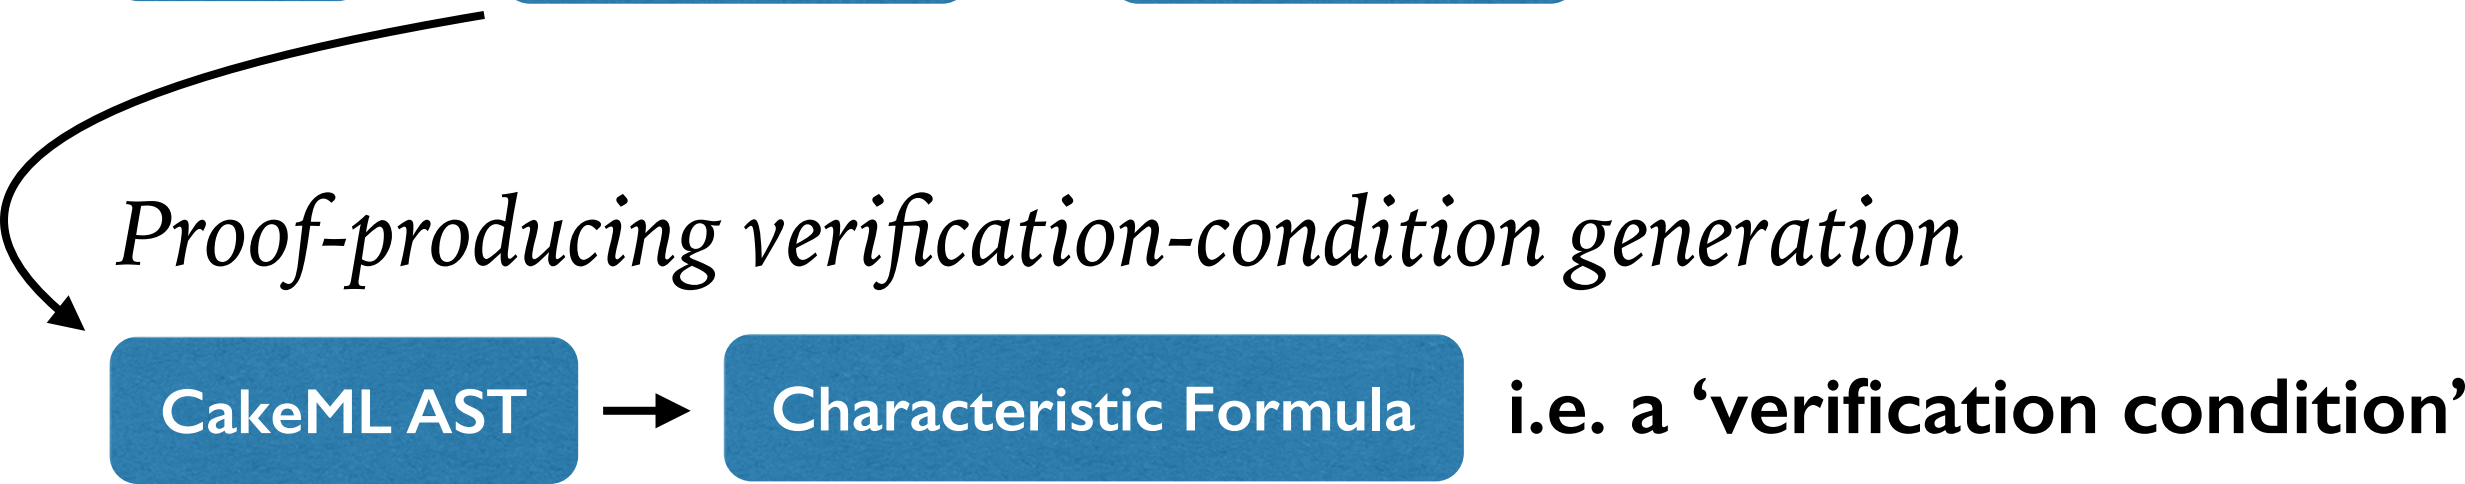 Proof-producing verification-condition generation
CakeML AST Characteristic Formula i.e. a ‘verification condition’